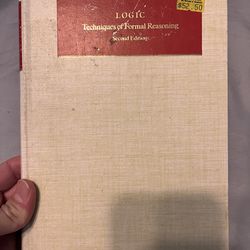 $52.50
LOGIC
Techniques of Formal Reasoning
Second Edition